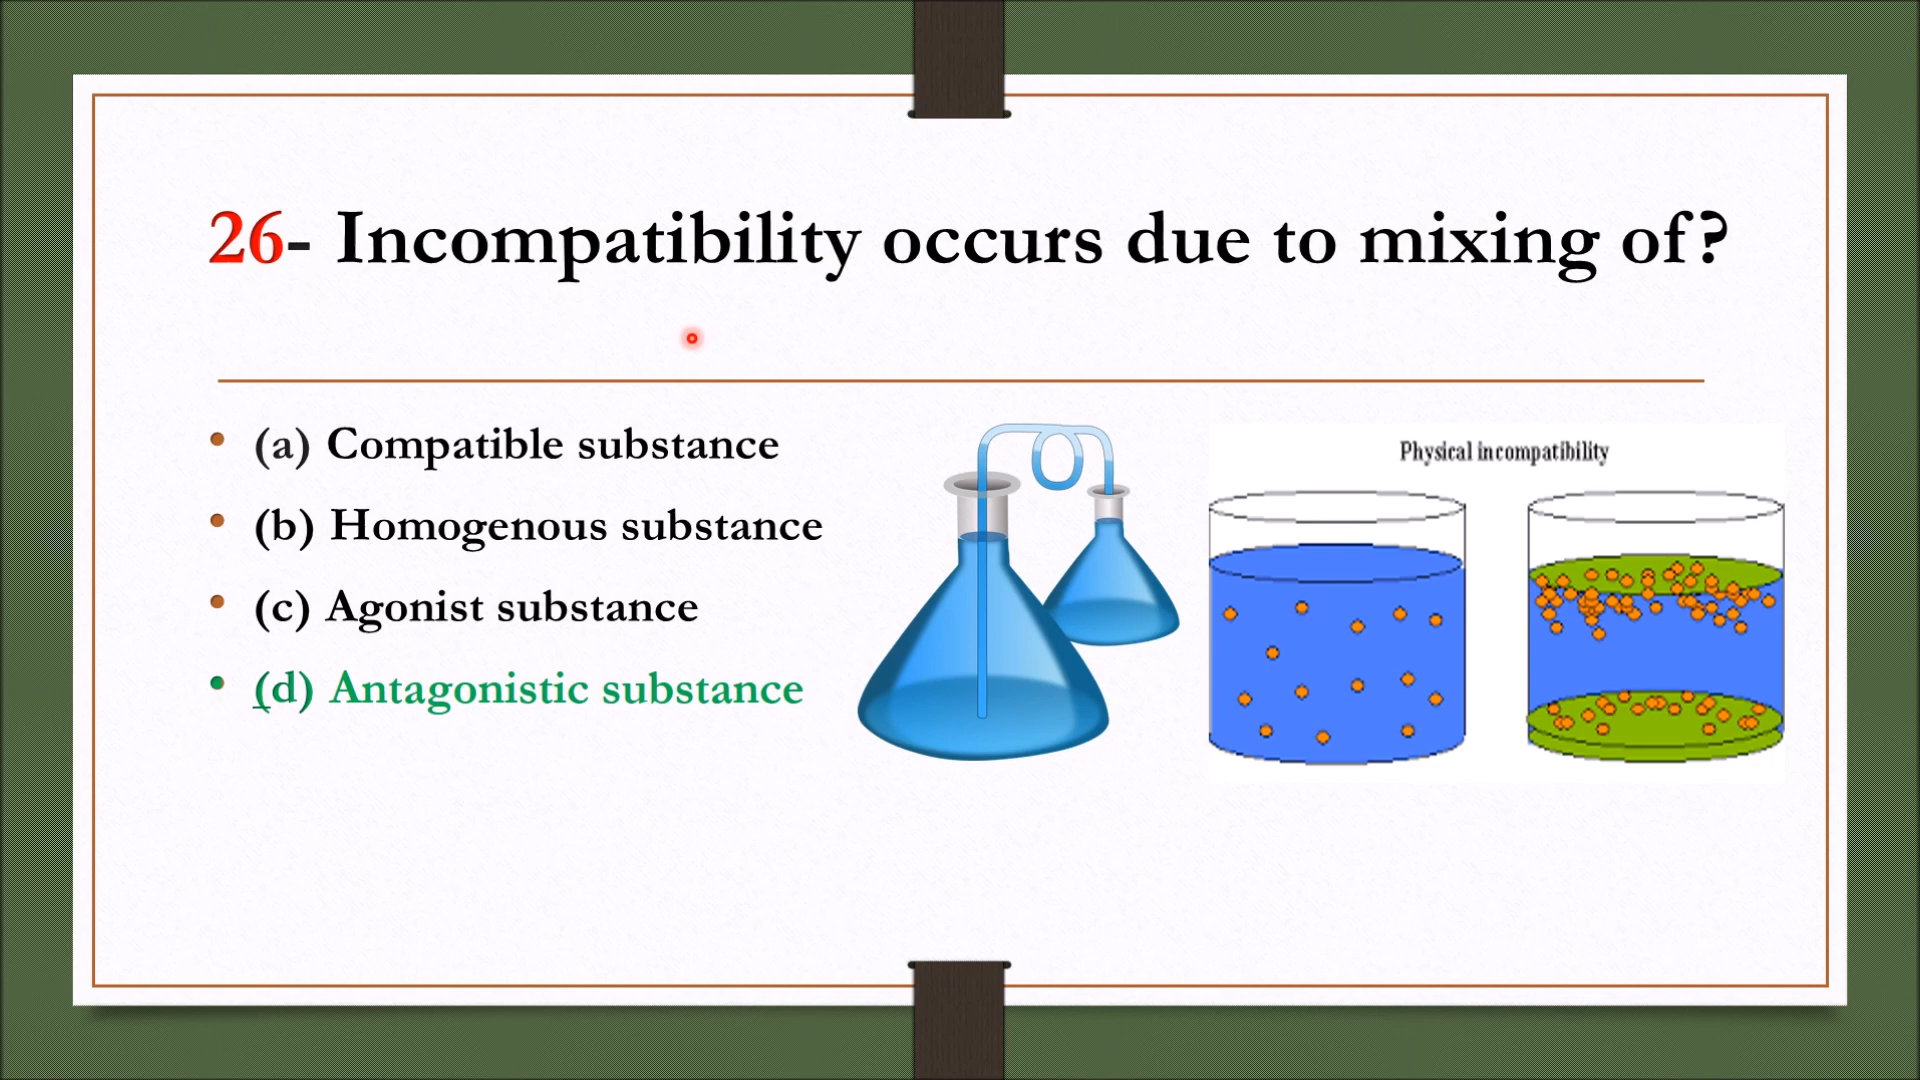 26- Incompatibility occurs due to mixing of?
(a) Compatible substance
(b) Homogenous substance
(c) Agonist substance
(d) Antagonistic substance
Physical incompatibility